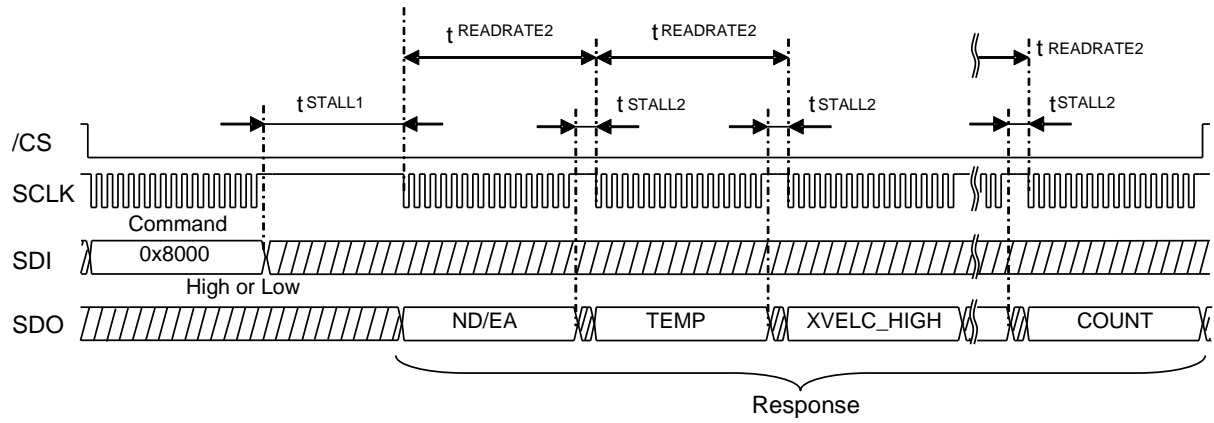 t READRATE2 t READRATE2 t READRATE2
t STALL1 t STALL2 t STALL2 t STALL2
/CS
SCLK
Command
SDI 0x8000
High or Low
SDO ND/EA TEMP XVELC_HIGH COUNT
Response